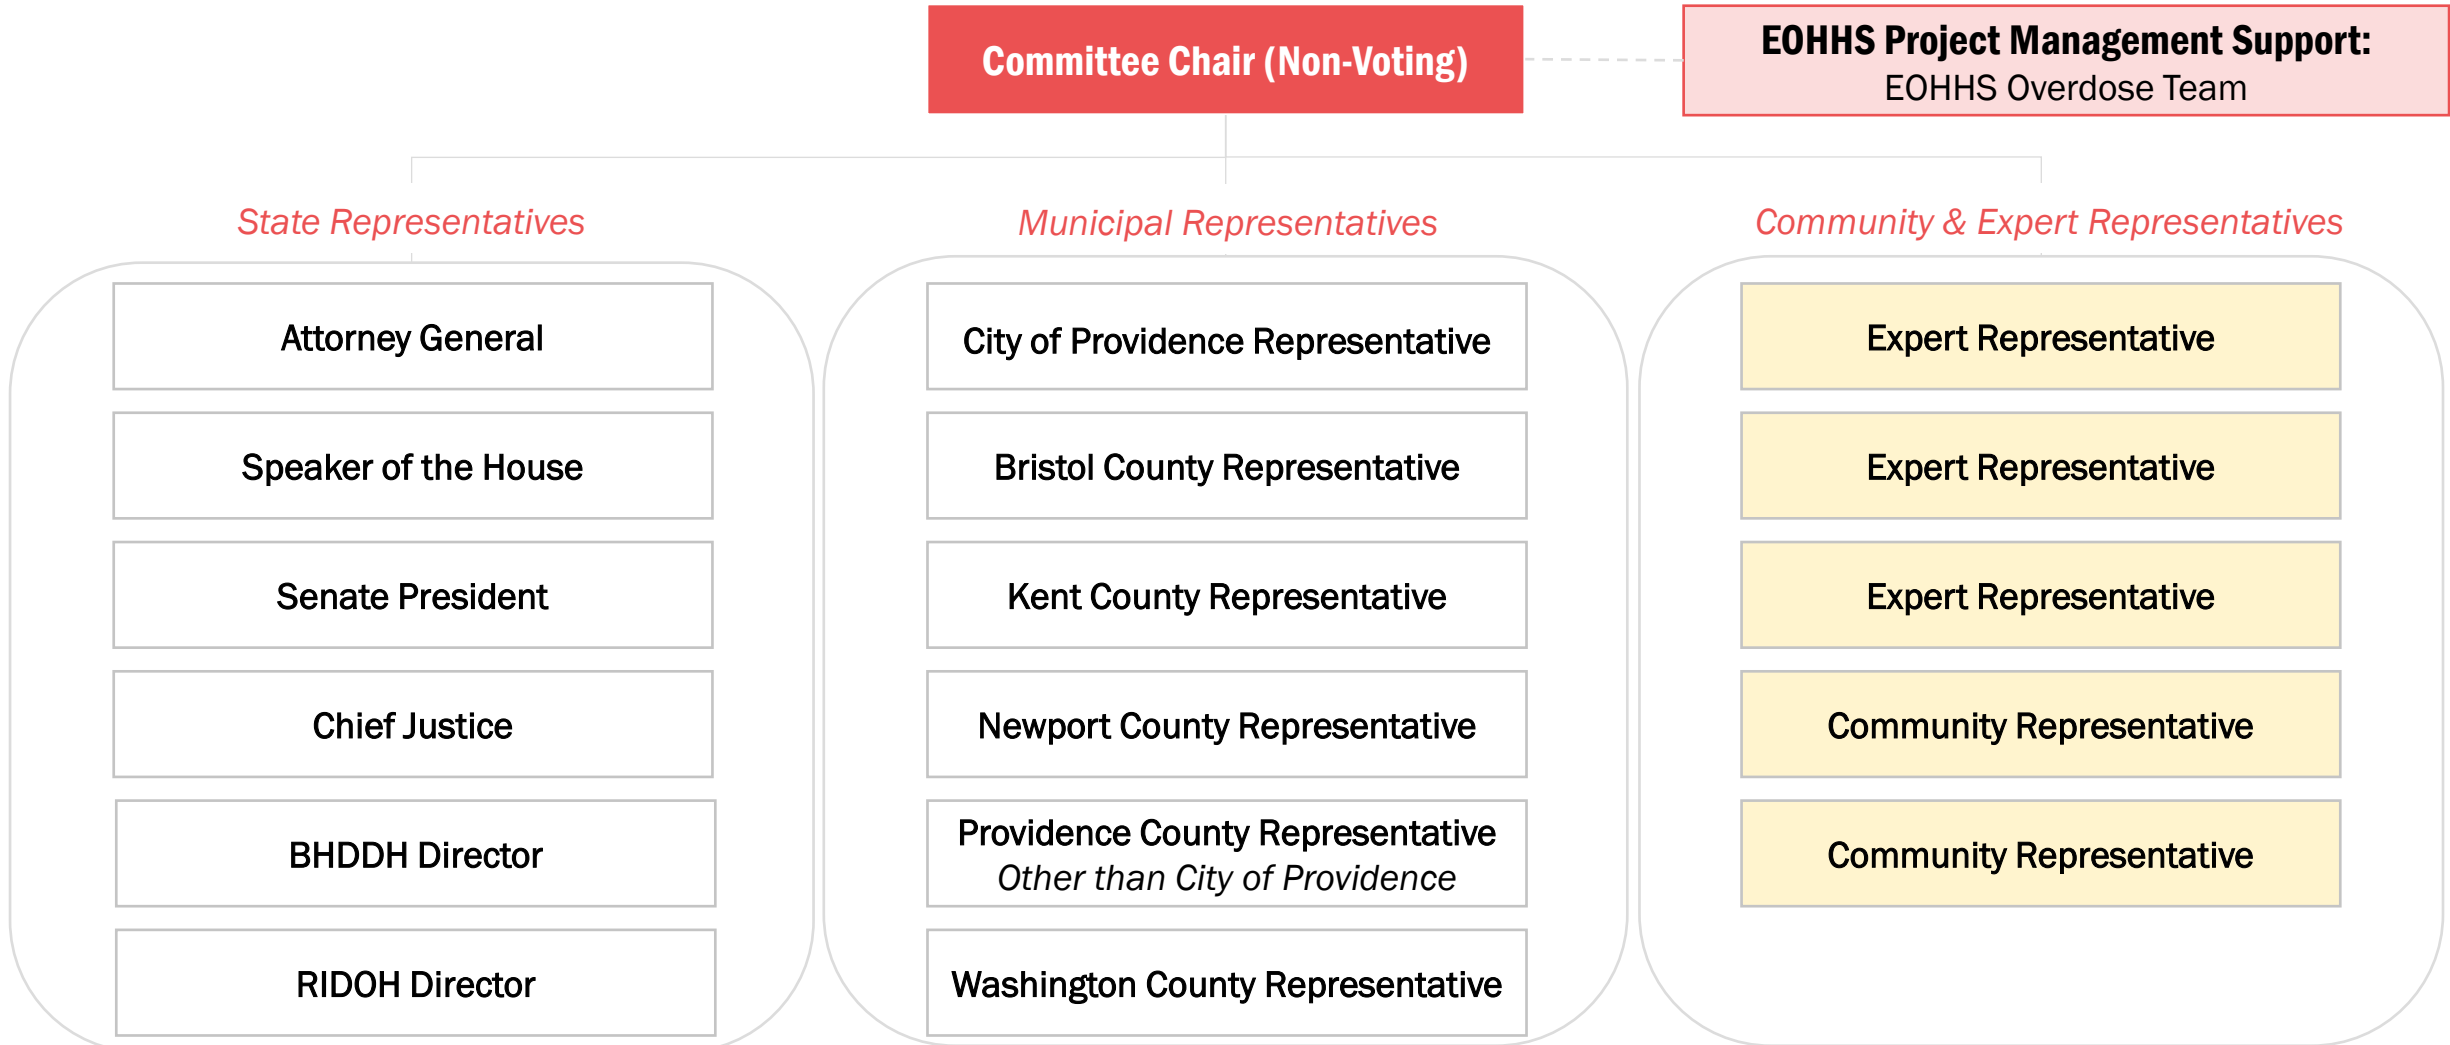 Committee Chair (Non-Voting)
EOHHS Project Management Support:
EOHHS Overdose Team
State Representatives
Attorney General
Speaker of the House
Senate President
Chief Justice
BHDDH Director
RIDOH Director
Municipal Representatives
City of Providence Representative
Bristol County Representative
Kent County Representative
Newport County Representative
Providence County Representative
Other than City of Providence
Washington County Representative
Community & Expert Representatives
Expert Representative
Expert Representative
Expert Representative
Community Representative
Community Representative